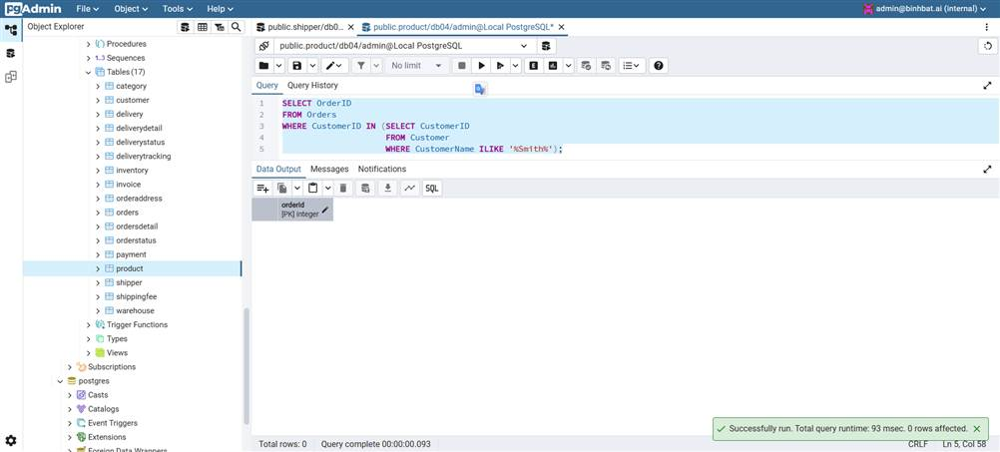 pgAdmin File Object Tools Help admin@binhbat.ai (internal)
Object Explorer
public.shipper/db0... public.product/db04/admin@Local PostgreSQL*
Procedures
Sequences
Tables (17)
category
customer
delivery
deliverydetail
deliverystatus
deliverytracking
inventory
invoice
orderaddress
orders
ordersdetail
orderstatus
payment
product
shipper
shippingfee
warehouse
Trigger Functions
Types
Views
Subscriptions
postgres
Casts
Catalogs
Event Triggers
Extensions
Foreign Data Wrappers
public.product/db04/admin@Local PostgreSQL
No limit
Query Query History
1 SELECT OrderID
2 FROM Orders
3 WHERE CustomerID IN (SELECT CustomerID
4 FROM Customer
5 WHERE CustomerName ILIKE '%Smith%');
Data Output Messages Notifications
SQL
orderid
[PK] integer
Successfully run. Total query runtime: 93 msec. 0 rows affected.
Total rows: 0 Query complete 00:00:00.093 CRLF Ln 5, Col 58